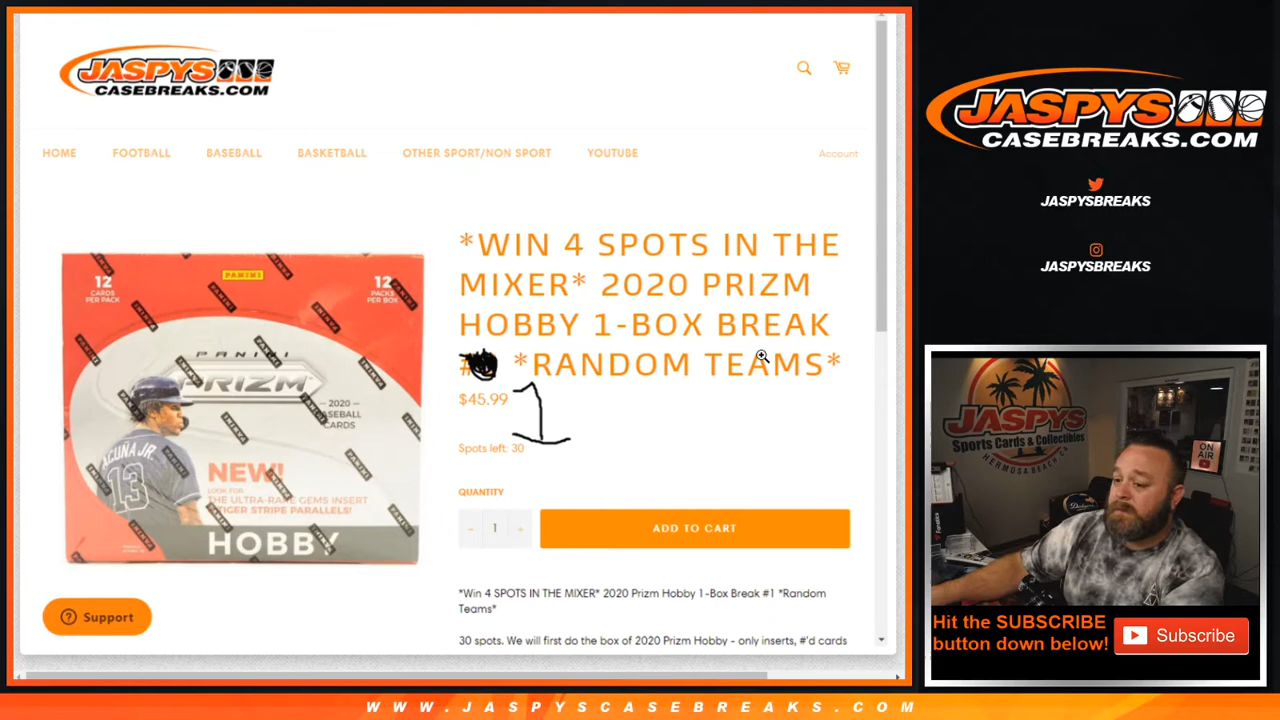 JASPYS
CASEBREAKS.COM
HOME FOOTBALL BASEBALL BASKETBALL OTHER SPORT/NON SPORT YOUTUBE Account
12
CARDS
PER PACK
PANINI
12
PACKS
PER BOX
PANINI
PRIZM
2020
BASEBALL
CARDS
ACUÑA JR.
13
NEW!
LOOK FOR
THE ULTRA-RARE GEMS INSERT
TIGER STRIPE PARALLELS!
HOBBY
*WIN 4 SPOTS IN THE
MIXER* 2020 PRIZM
HOBBY 1-BOX BREAK
*RANDOM TEAMS*
1
$45.99
Spots left: 30
QUANTITY
− 1 +
ADD TO CART
*Win 4 SPOTS IN THE MIXER* 2020 Prizm Hobby 1-Box Break #1 *Random
Teams*
30 spots. We will first do the box of 2020 Prizm Hobby - only inserts, #'d cards
Support
JASPYS
CASEBREAKS.COM
JASPYSBREAKS
JASPYSBREAKS
JASPYS
Sports Cards & Collectibles
HERMOSA BEACH
ON
AIR
Hit the SUBSCRIBE
button down below!
Subscribe
WWW.JASPYSCASEBREAKS.COM